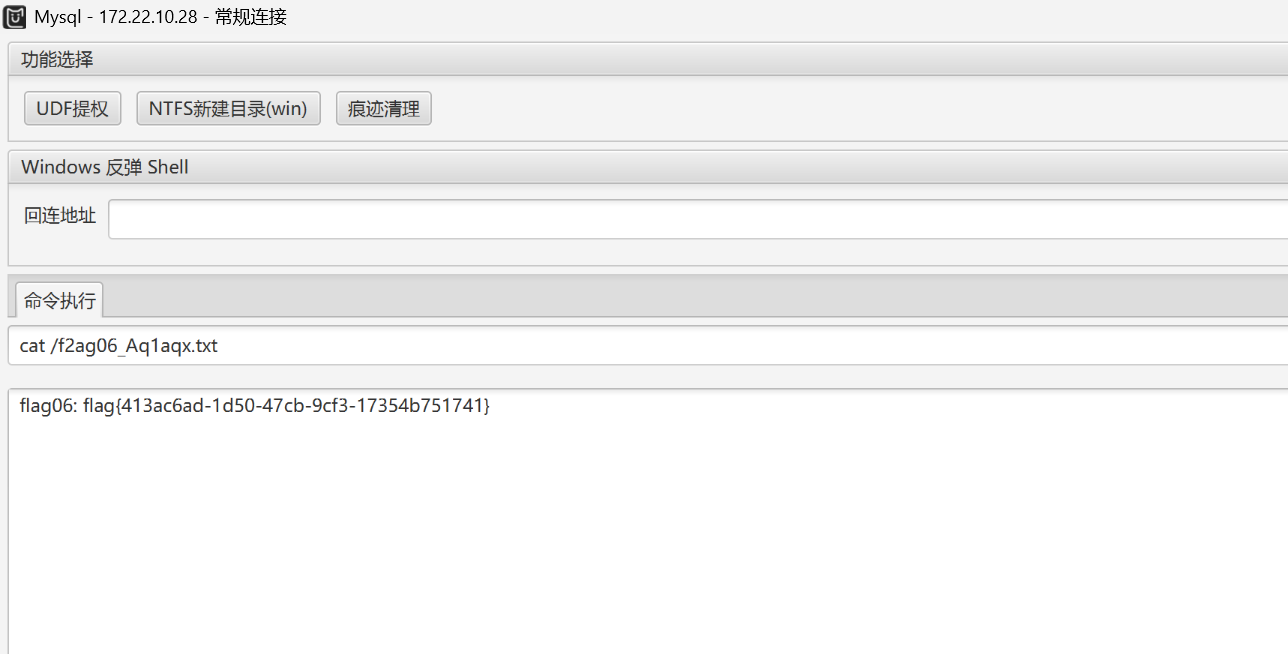 Mysql - 172.22.10.28 - 常规连接
功能选择
UDF提权 NTFS新建目录(win) 痕迹清理
Windows 反弹 Shell
回连地址
命令执行
cat /f2ag06_Aq1aqx.txt
flag06: flag{413ac6ad-1d50-47cb-9cf3-17354b751741}